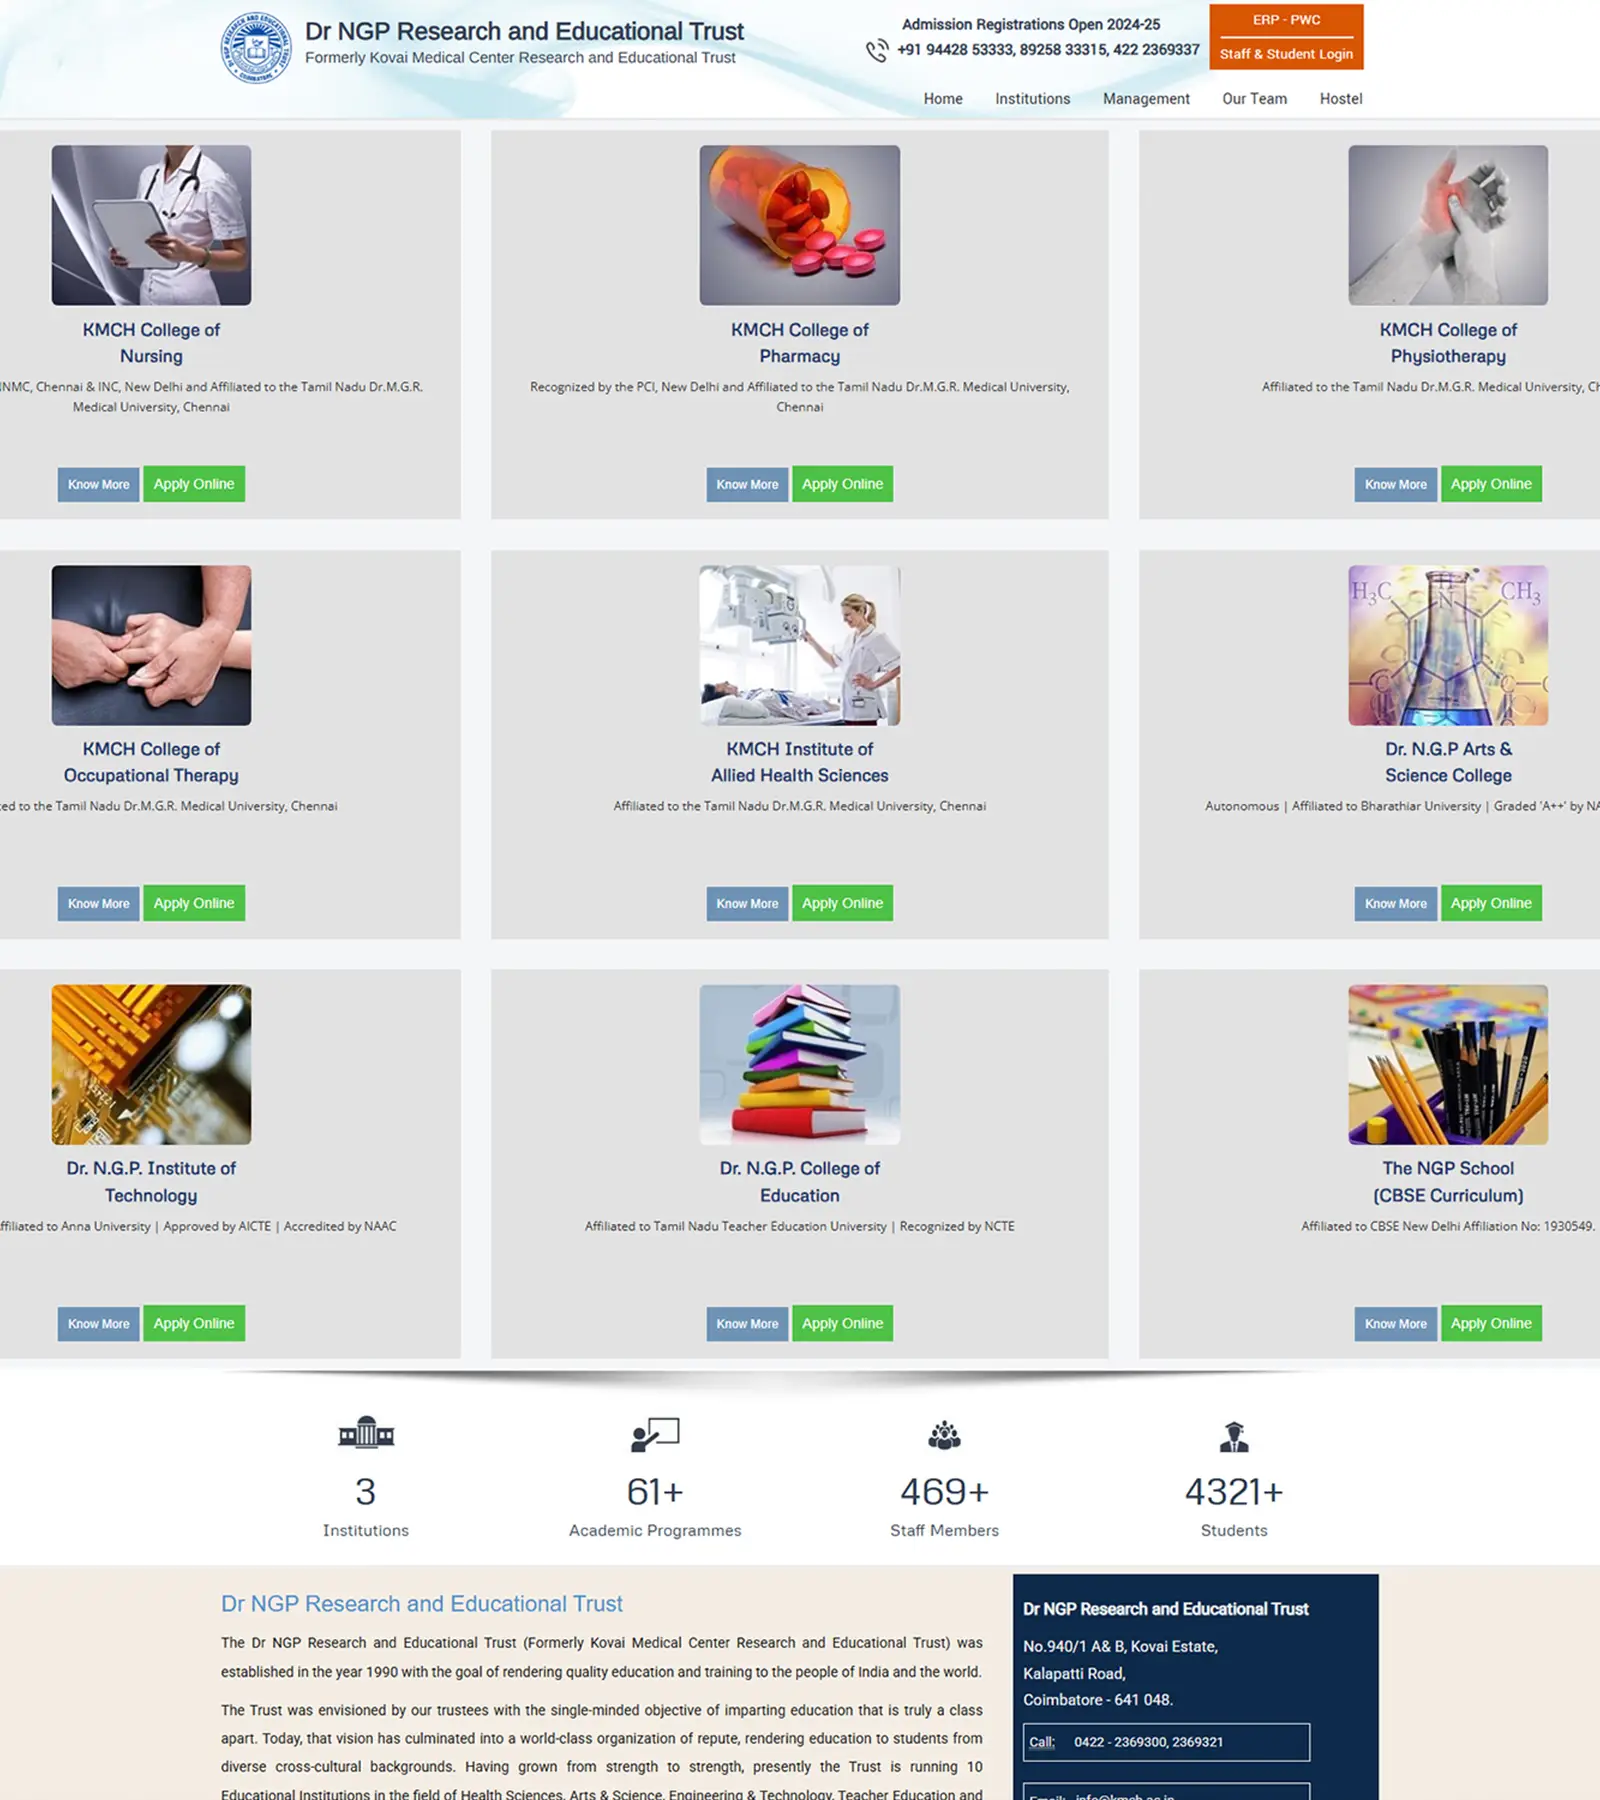 Dr NGP Research and Educational Trust
Formerly Kovai Medical Center Research and Educational Trust
Admission Registrations Open 2024-25
+91 94428 53333, 89258 33315, 422 2369337
ERP - PWC
Staff & Student Login
Home Institutions Management Our Team Hostel
KMCH College of
Nursing
Chennai & INC, New Delhi and Affiliated to the Tamil Nadu Dr.M.G.R.
Medical University, Chennai
Know More Apply Online
KMCH College of
Pharmacy
Recognized by the PCI, New Delhi and Affiliated to the Tamil Nadu Dr.M.G.R. Medical University,
Chennai
Know More Apply Online
KMCH College of
Physiotherapy
Affiliated to the Tamil Nadu Dr.M.G.R. Medical University,
Know More Apply Online
KMCH College of
Occupational Therapy
to the Tamil Nadu Dr.M.G.R. Medical University, Chennai
Know More Apply Online
KMCH Institute of
Allied Health Sciences
Affiliated to the Tamil Nadu Dr.M.G.R. Medical University, Chennai
Know More Apply Online
H3C N CH3
Dr. N.G.P Arts &
Science College
Autonomous | Affiliated to Bharathiar University | Graded 'A++' by
Know More Apply Online
Dr. N.G.P. Institute of
Technology
to Anna University | Approved by AICTE | Accredited by NAAC
Know More Apply Online
Dr. N.G.P. College of
Education
Affiliated to Tamil Nadu Teacher Education University | Recognized by NCTE
Know More Apply Online
The NGP School
(CBSE Curriculum)
Affiliated to CBSE New Delhi Affiliation No: 1930549.
Know More Apply Online
3
Institutions
61+
Academic Programmes
469+
Staff Members
4321+
Students
Dr NGP Research and Educational Trust
The Dr NGP Research and Educational Trust (Formerly Kovai Medical Center Research and Educational Trust) was
established in the year 1990 with the goal of rendering quality education and training to the people of India and the world.
The Trust was envisioned by our trustees with the single-minded objective of imparting education that is truly a class
apart. Today, that vision has culminated into a world-class organization of repute, rendering education to students from
diverse cross-cultural backgrounds. Having grown from strength to strength, presently the Trust is running 10
Educational Institutions in the field of Health Sciences, Arts & Science, Engineering & Technology, Teacher Education and
Dr NGP Research and Educational Trust
No.940/1 A& B, Kovai Estate,
Kalapatti Road,
Coimbatore - 641 048.
Call: 0422 - 2369300, 2369321